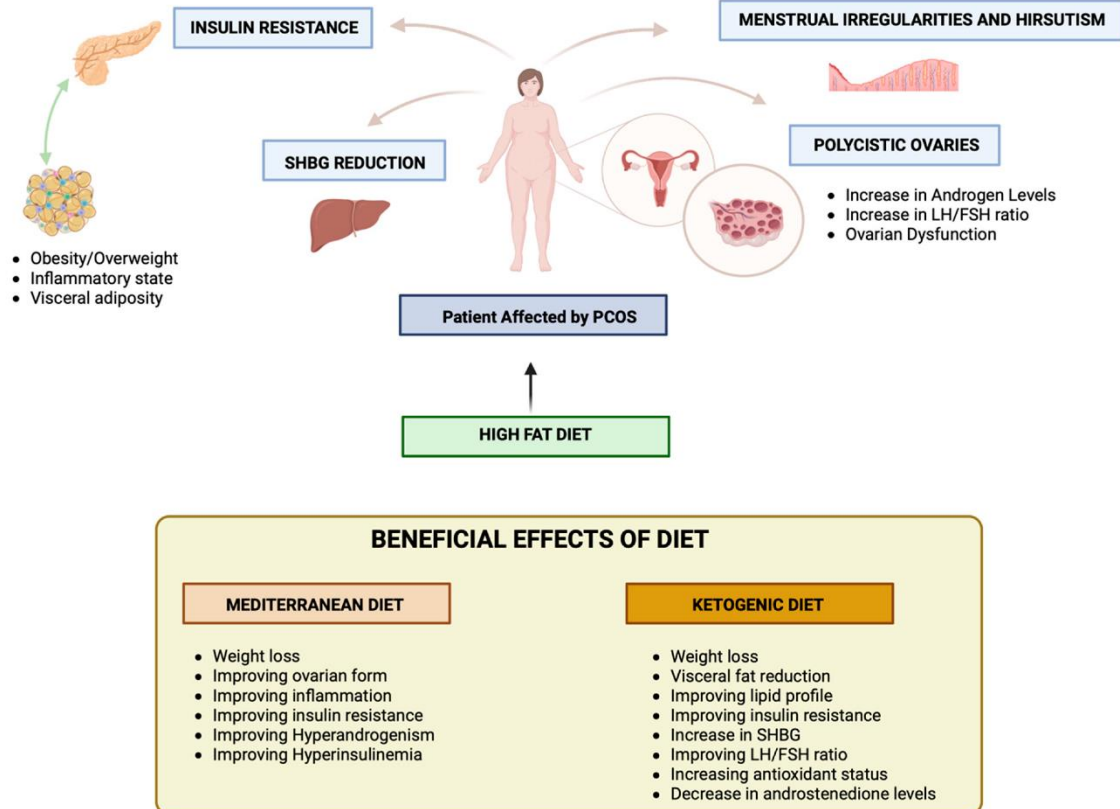 INSULIN RESISTANCE
MENSTRUAL IRREGULARITIES AND HIRSUTISM
SHBG REDUCTION
POLYCISTIC OVARIES
• Increase in Androgen Levels
• Increase in LH/FSH ratio
• Ovarian Dysfunction
• Obesity/Overweight
• Inflammatory state
• Visceral adiposity
Patient Affected by PCOS
HIGH FAT DIET
BENEFICIAL EFFECTS OF DIET
MEDITERRANEAN DIET
• Weight loss
• Improving ovarian form
• Improving inflammation
• Improving insulin resistance
• Improving Hyperandrogenism
• Improving Hyperinsulinemia
KETOGENIC DIET
• Weight loss
• Visceral fat reduction
• Improving lipid profile
• Improving insulin resistance
• Increase in SHBG
• Improving LH/FSH ratio
• Increasing antioxidant status
• Decrease in androstenedione levels